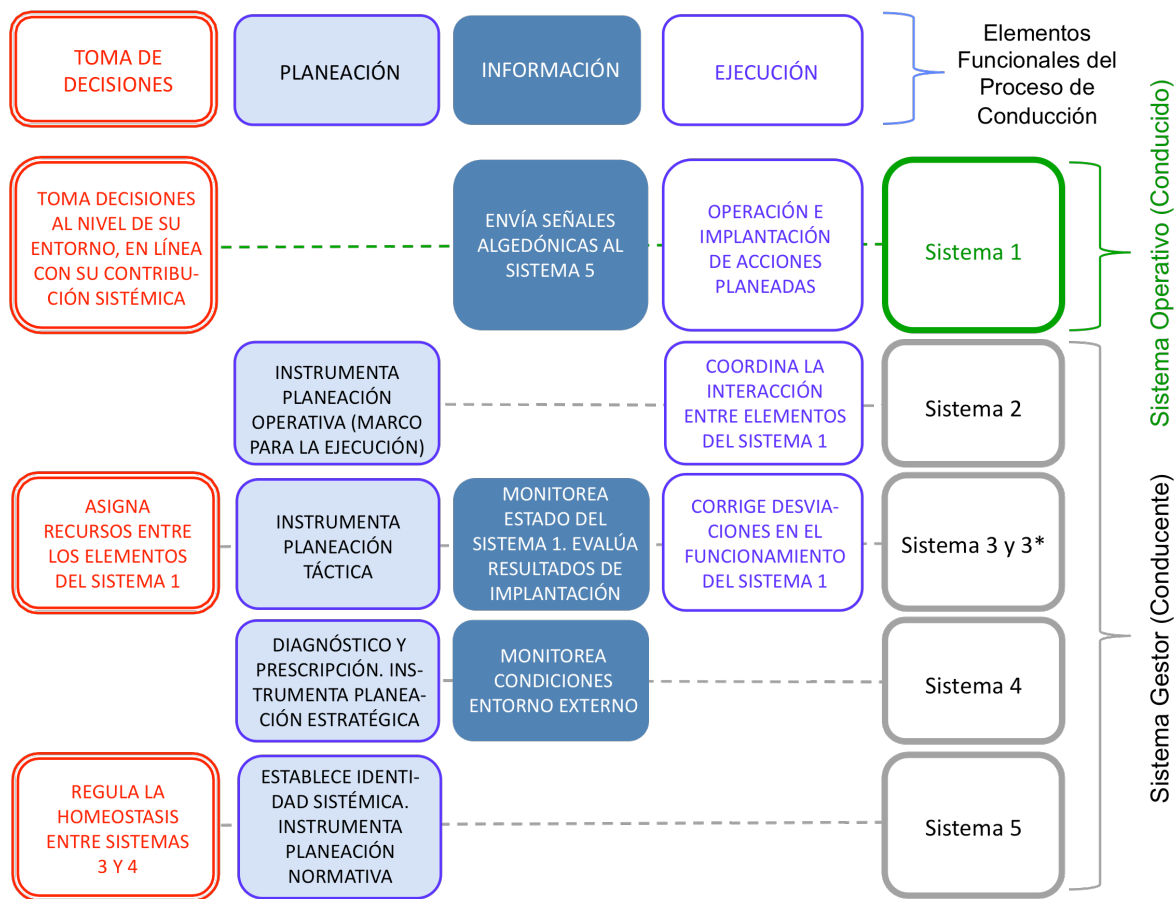 TOMA DE
DECISIONES
PLANEACIÓN
INFORMACIÓN
EJECUCIÓN
Elementos
Funcionales del
Proceso de
Conducción
TOMA DECISIONES
AL NIVEL DE SU
ENTORNO, EN LÍNEA
CON SU CONTRIBU-
CIÓN SISTÉMICA
ENVÍA SEÑALES
ALGEDÓNICAS AL
SISTEMA 5
OPERACIÓN E
IMPLANTACIÓN
DE ACCIONES
PLANEADAS
Sistema 1
Sistema Operativo (Conducido)
INSTRUMENTA
PLANEACIÓN
OPERATIVA (MARCO
PARA LA EJECUCIÓN)
COORDINA LA
INTERACCIÓN
ENTRE ELEMENTOS
DEL SISTEMA 1
Sistema 2
ASIGNA
RECURSOS ENTRE
LOS ELEMENTOS
DEL SISTEMA 1
INSTRUMENTA
PLANEACIÓN
TÁCTICA
MONITOREA
ESTADO DEL
SISTEMA 1. EVALÚA
RESULTADOS DE
IMPLANTACIÓN
CORRIGE DESVIA-
CIONES EN EL
FUNCIONAMIENTO
DEL SISTEMA 1
Sistema 3 y 3*
DIAGNÓSTICO Y
PRESCRIPCIÓN. INS-
TRUMENTA PLANEA-
CIÓN ESTRATÉGICA
MONITOREA
CONDICIONES
ENTORNO EXTERNO
Sistema 4
REGULA LA
HOMEOSTASIS
ENTRE SISTEMAS
3 Y 4
ESTABLECE IDENTI-
DAD SISTÉMICA.
INSTRUMENTA
PLANEACIÓN
NORMATIVA
Sistema 5
Sistema Gestor (Conducente)